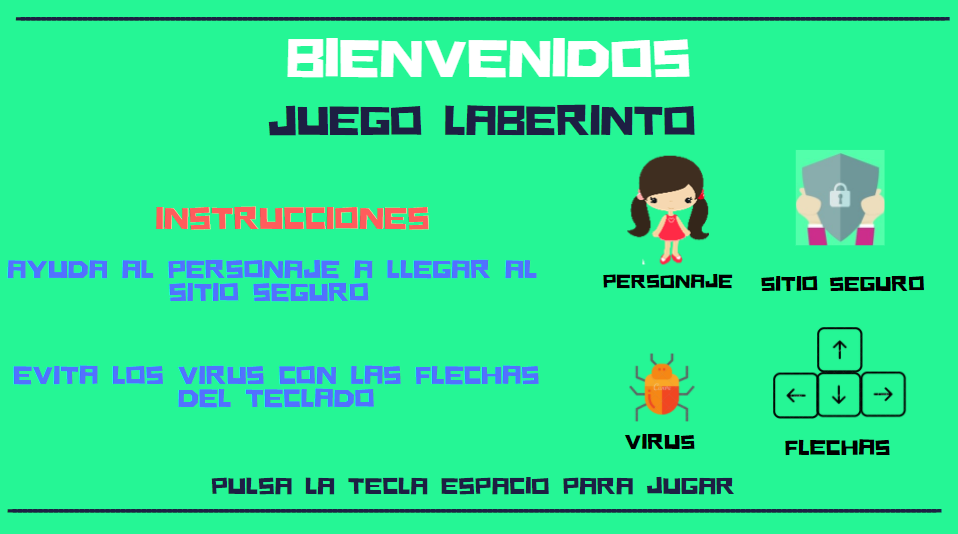 BIENVENIDOS
JUEGO LABERINTO
INSTRUCCIONES
AYUDA AL PERSONAJE A LLEGAR AL
SITIO SEGURO
PERSONAJE
SITIO SEGURO
EVITA LOS VIRUS CON LAS FLECHAS
DEL TECLADO
VIRUS
FLECHAS
PULSA LA TECLA ESPACIO PARA JUGAR